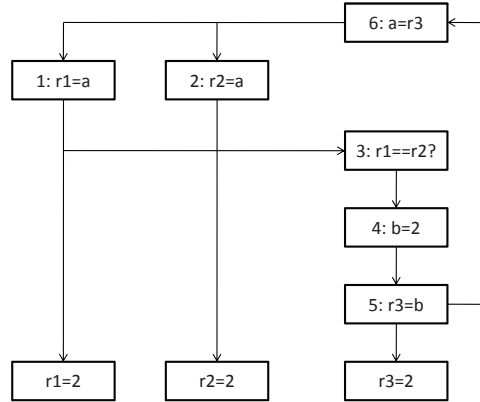 6: a=r3
1: r1=a
2: r2=a
3: r1==r2?
4: b=2
5: r3=b
r1=2
r2=2
r3=2